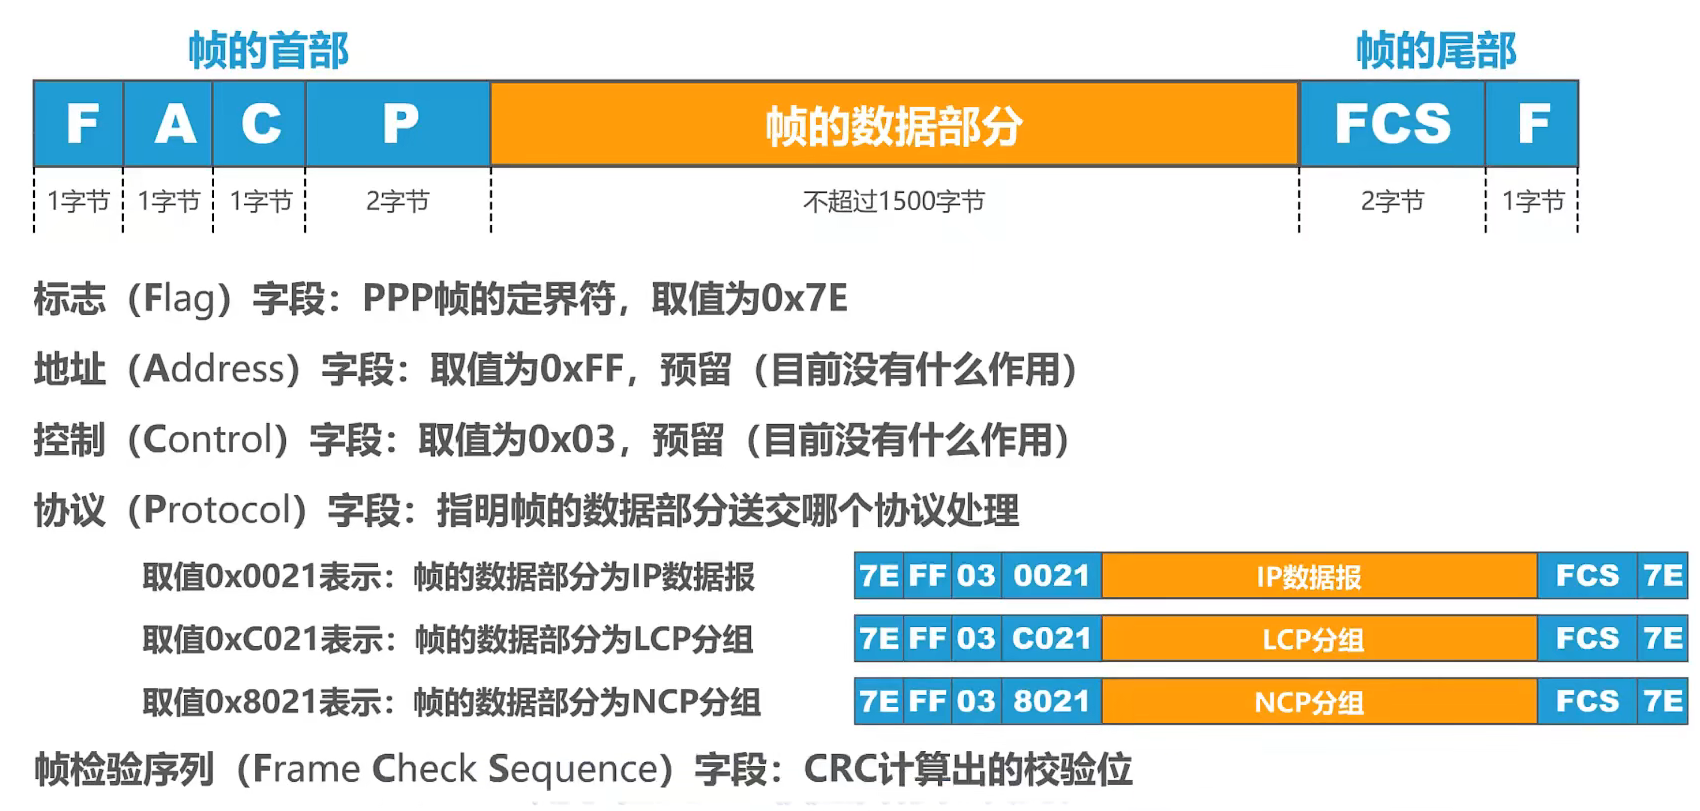 帧的首部 帧的尾部
F A C P 帧的数据部分 FCS F
1字节 1字节 1字节 2字节 不超过1500字节 2字节 1字节
标志（Flag）字段：PPP帧的定界符，取值为0x7E
地址（Address）字段：取值为0xFF，预留（目前没有什么作用）
控制（Control）字段：取值为0x03，预留（目前没有什么作用）
协议（Protocol）字段：指明帧的数据部分送交哪个协议处理
取值0x0021表示：帧的数据部分为IP数据报 7E FF 03 0021 IP数据报 FCS 7E
取值0xC021表示：帧的数据部分为LCP分组 7E FF 03 C021 LCP分组 FCS 7E
取值0x8021表示：帧的数据部分为NCP分组 7E FF 03 8021 NCP分组 FCS 7E
帧检验序列（Frame Check Sequence）字段：CRC计算出的校验位